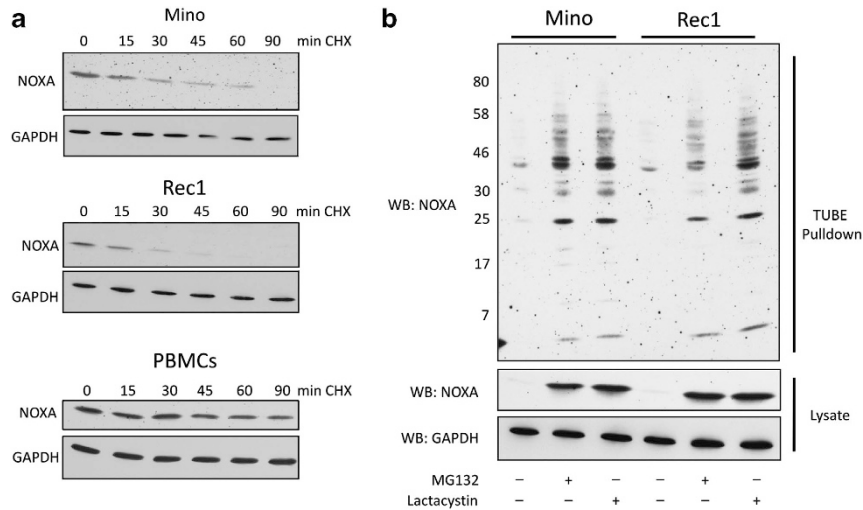 a
Mino
0 15 30 45 60 90 min CHX
NOXA
GAPDH
Rec1
0 15 30 45 60 90 min CHX
NOXA
GAPDH
PBMCs
0 15 30 45 60 90 min CHX
NOXA
GAPDH
b
Mino Rec1
80
58
46
WB: NOXA
30
25
17
7
TUBE
Pulldown
WB: NOXA
WB: GAPDH
Lysate
MG132 – + – – + –
Lactacystin – – + – – +